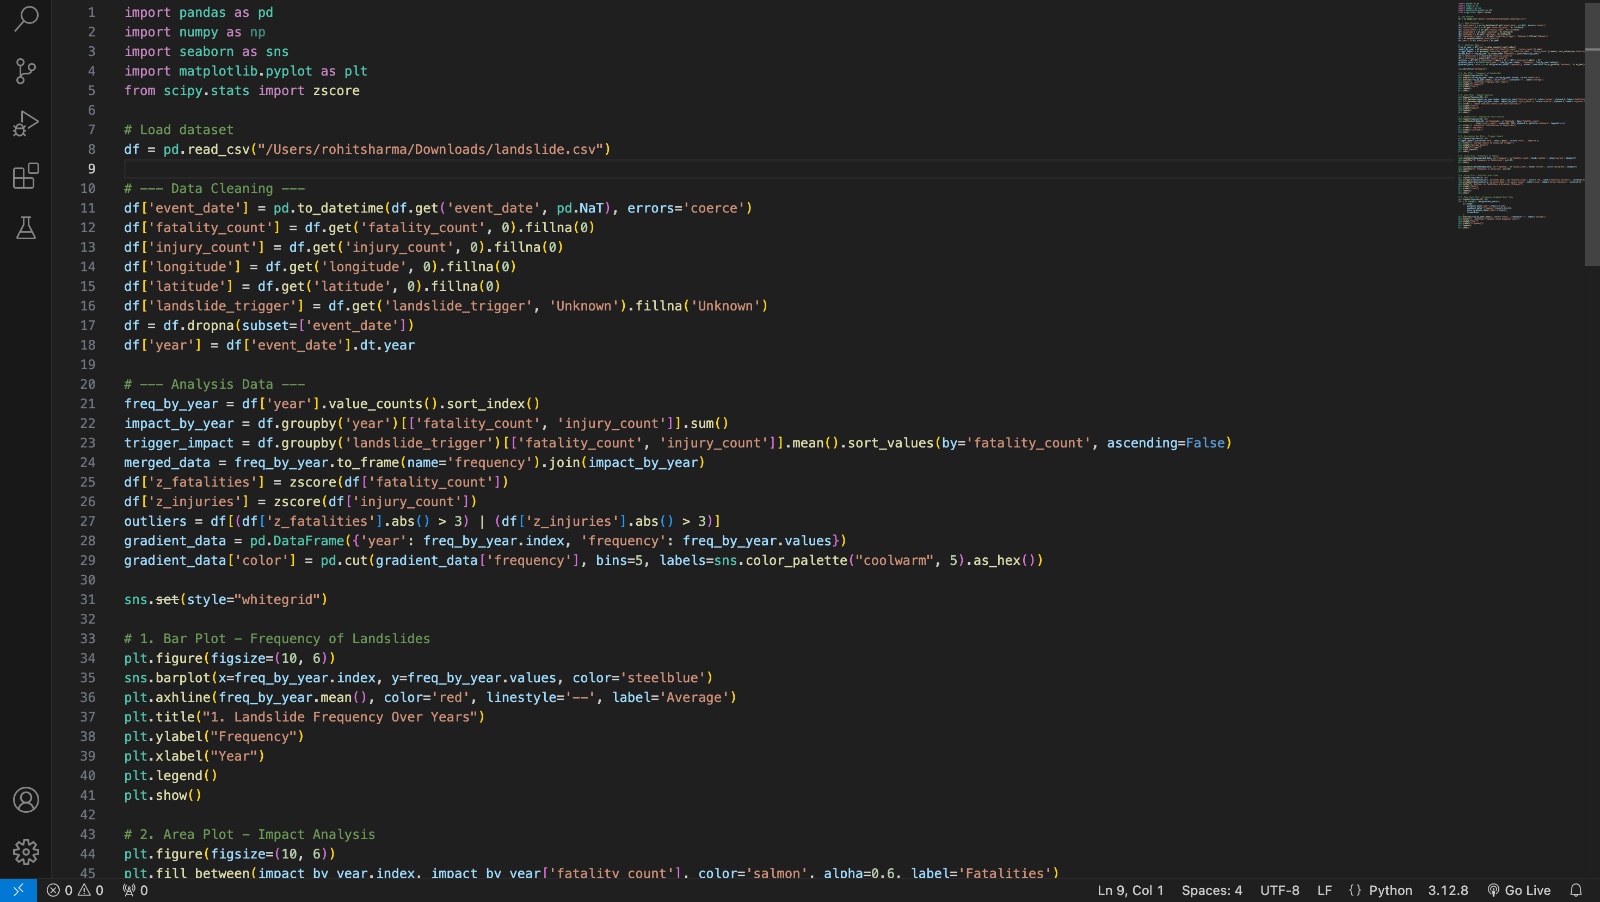 1 import pandas as pd
2 import numpy as np
3 import seaborn as sns
4 import matplotlib.pyplot as plt
5 from scipy.stats import zscore
6
7 # Load dataset
8 df = pd.read_csv("/Users/rohitsharma/Downloads/landslide.csv")
9
10 # --- Data Cleaning ---
11 df['event_date'] = pd.to_datetime(df.get('event_date', pd.NaT), errors='coerce')
12 df['fatality_count'] = df.get('fatality_count', 0).fillna(0)
13 df['injury_count'] = df.get('injury_count', 0).fillna(0)
14 df['longitude'] = df.get('longitude', 0).fillna(0)
15 df['latitude'] = df.get('latitude', 0).fillna(0)
16 df['landslide_trigger'] = df.get('landslide_trigger', 'Unknown').fillna('Unknown')
17 df = df.dropna(subset=['event_date'])
18 df['year'] = df['event_date'].dt.year
19
20 # --- Analysis Data ---
21 freq_by_year = df['year'].value_counts().sort_index()
22 impact_by_year = df.groupby('year')[['fatality_count', 'injury_count']].sum()
23 trigger_impact = df.groupby('landslide_trigger')[['fatality_count', 'injury_count']].mean().sort_values(by='fatality_count', ascending=False)
24 merged_data = freq_by_year.to_frame(name='frequency').join(impact_by_year)
25 df['z_fatalities'] = zscore(df['fatality_count'])
26 df['z_injuries'] = zscore(df['injury_count'])
27 outliers = df[(df['z_fatalities'].abs() > 3) | (df['z_injuries'].abs() > 3)]
28 gradient_data = pd.DataFrame({'year': freq_by_year.index, 'frequency': freq_by_year.values})
29 gradient_data['color'] = pd.cut(gradient_data['frequency'], bins=5, labels=sns.color_palette("coolwarm", 5).as_hex())
30
31 sns.set(style="whitegrid")
32
33 # 1. Bar Plot - Frequency of Landslides
34 plt.figure(figsize=(10, 6))
35 sns.barplot(x=freq_by_year.index, y=freq_by_year.values, color='steelblue')
36 plt.axhline(freq_by_year.mean(), color='red', linestyle='--', label='Average')
37 plt.title("1. Landslide Frequency Over Years")
38 plt.ylabel("Frequency")
39 plt.xlabel("Year")
40 plt.legend()
41 plt.show()
42
43 # 2. Area Plot - Impact Analysis
44 plt.figure(figsize=(10, 6))
45 plt.fill_between(impact_by_year.index, impact_by_year['fatality_count'], color='salmon', alpha=0.6, label='Fatalities')
0 0 0 Ln 9, Col 1 Spaces: 4 UTF-8 LF {} Python 3.12.8 Go Live